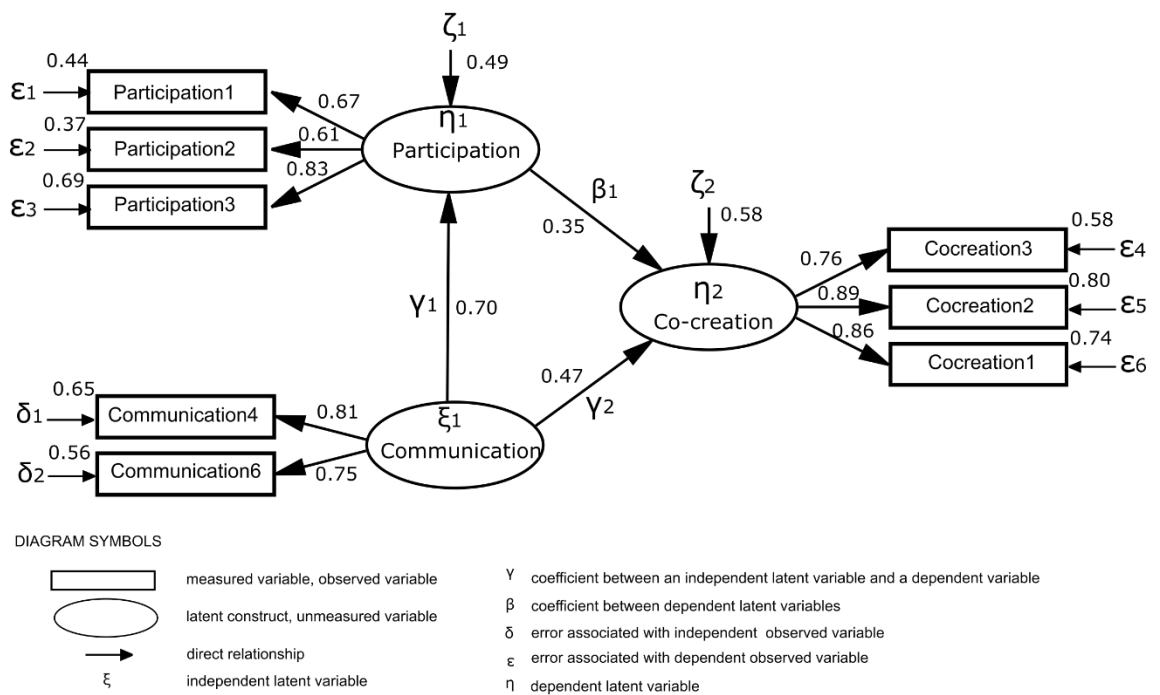 ζ1
0.49
0.44
ε1
Participation1
0.67
η1
Participation
0.37
ε2
Participation2
0.61
0.69
ε3
Participation3
0.83
β1
0.35
ζ2
0.58
γ1
0.70
η2
Co-creation
0.76
Cocreation3
0.58
ε4
0.89
Cocreation2
0.80
ε5
0.86
Cocreation1
0.74
ε6
0.47
γ2
0.65
δ1
Communication4
0.81
ξ1
Communication
0.56
δ2
Communication6
0.75
DIAGRAM SYMBOLS
measured variable, observed variable
latent construct, unmeasured variable
direct relationship
ξ independent latent variable
γ coefficient between an independent latent variable and a dependent variable
β coefficient between dependent latent variables
δ error associated with independent observed variable
ε error associated with dependent observed variable
η dependent latent variable